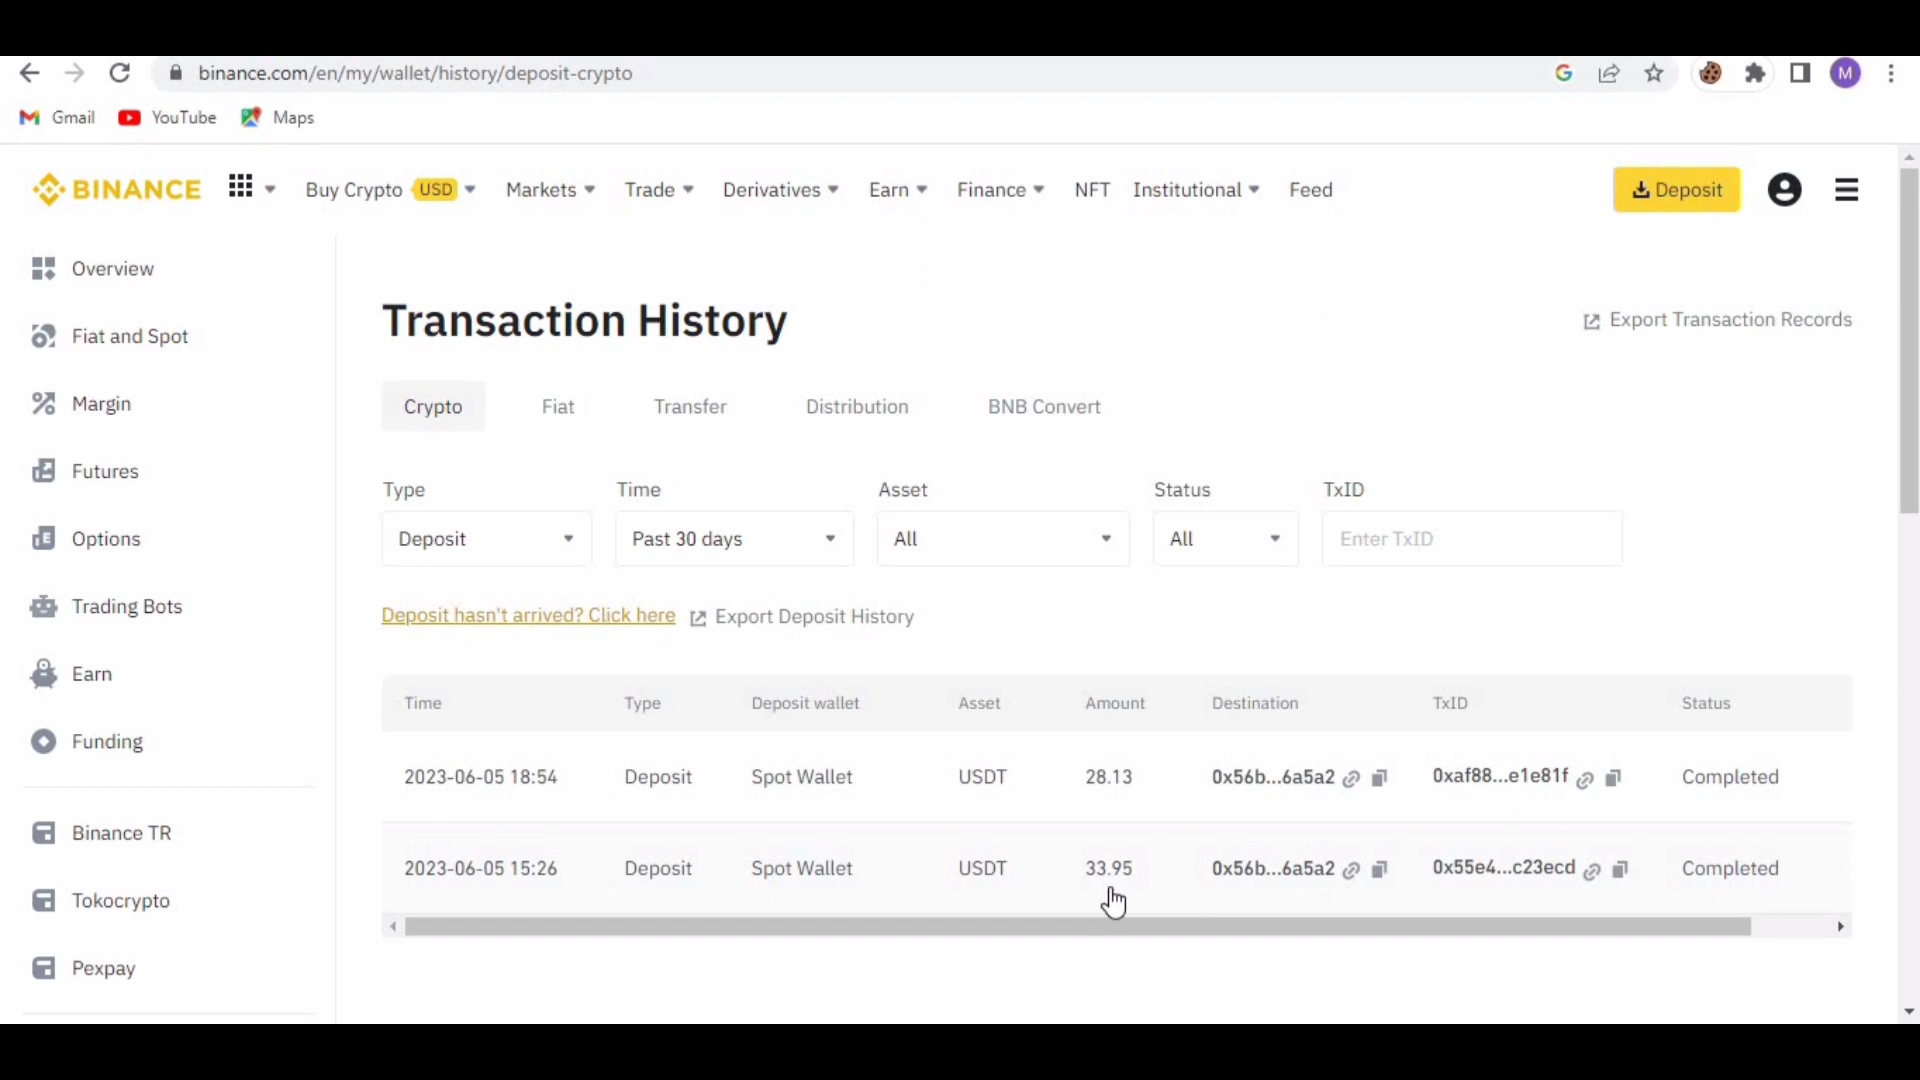 binance.com/en/my/wallet/history/deposit-crypto
M
Gmail YouTube Maps
BINANCE Buy Crypto USD Markets Trade Derivatives Earn Finance NFT Institutional Feed Deposit
Overview
Fiat and Spot
Margin
Futures
Options
Trading Bots
Earn
Funding
Binance TR
Tokocrypto
Pexpay
Transaction History Export Transaction Records
Crypto Fiat Transfer Distribution BNB Convert
Type Time Asset Status TxID
Deposit Past 30 days All All Enter TxID
Deposit hasn't arrived? Click here Export Deposit History
Time Type Deposit wallet Asset Amount Destination TxID Status
2023-06-05 18:54 Deposit Spot Wallet USDT 28.13 0x56b...6a5a2 0xaf88...e1e81f Completed
2023-06-05 15:26 Deposit Spot Wallet USDT 33.95 0x56b...6a5a2 0x55e4...c23ecd Completed